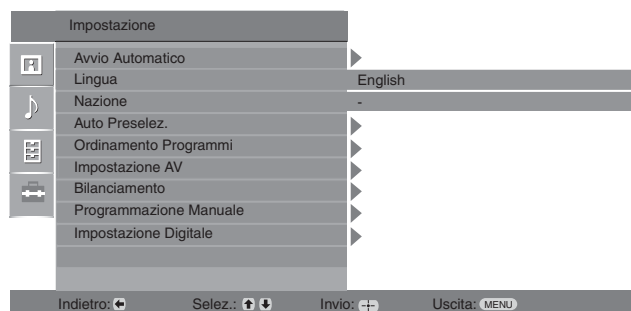 Impostazione
Avvio Automatico
Lingua English
Nazione -
Auto Preselez.
Ordinamento Programmi
Impostazione AV
Bilanciamento
Programmazione Manuale
Impostazione Digitale
Indietro: Selez.: Invio: Uscita: MENU